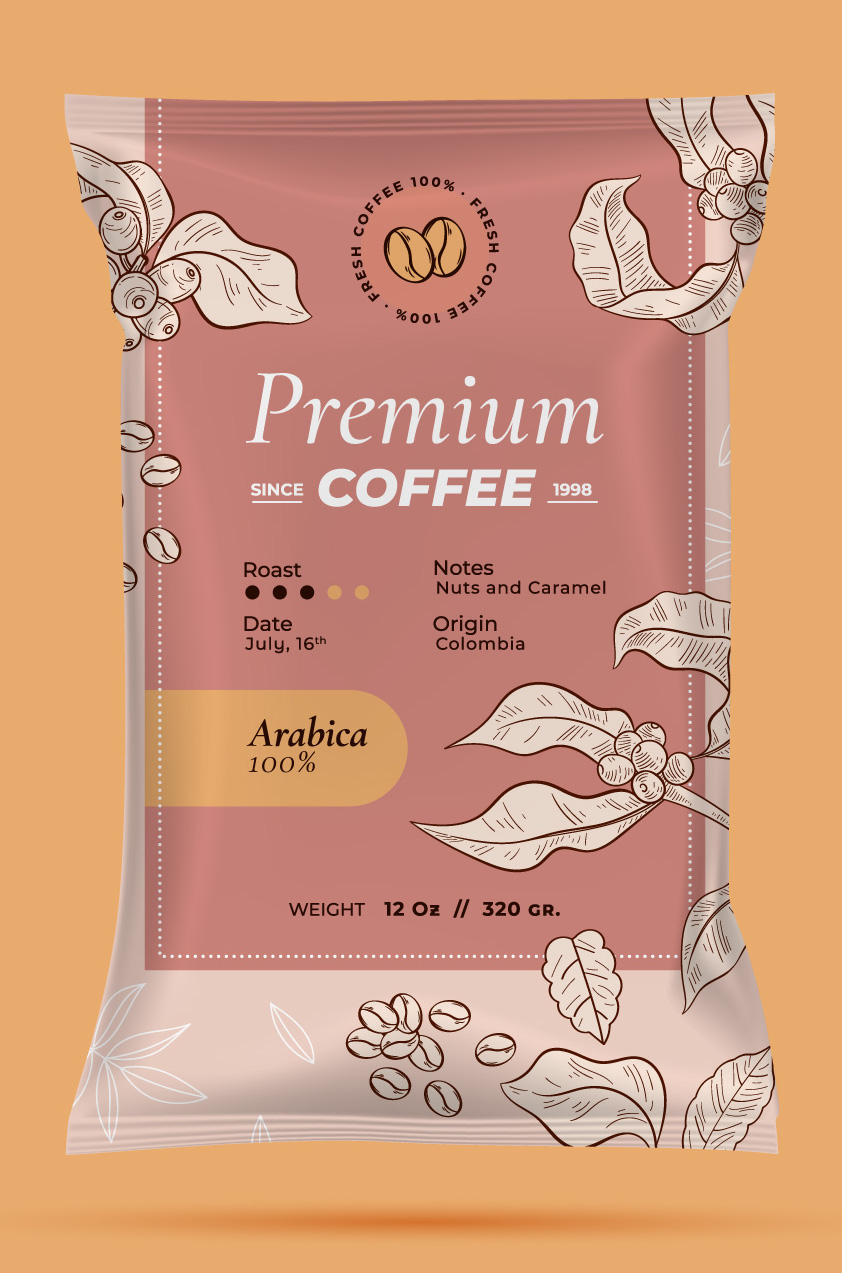 FRESH COFFEE 100% · FRESH COFFEE 100% ·
Premium
SINCE COFFEE 1998
Roast
Notes
Nuts and Caramel
Date
July, 16th
Origin
Colombia
Arabica
100%
WEIGHT 12 Oz // 320 GR.